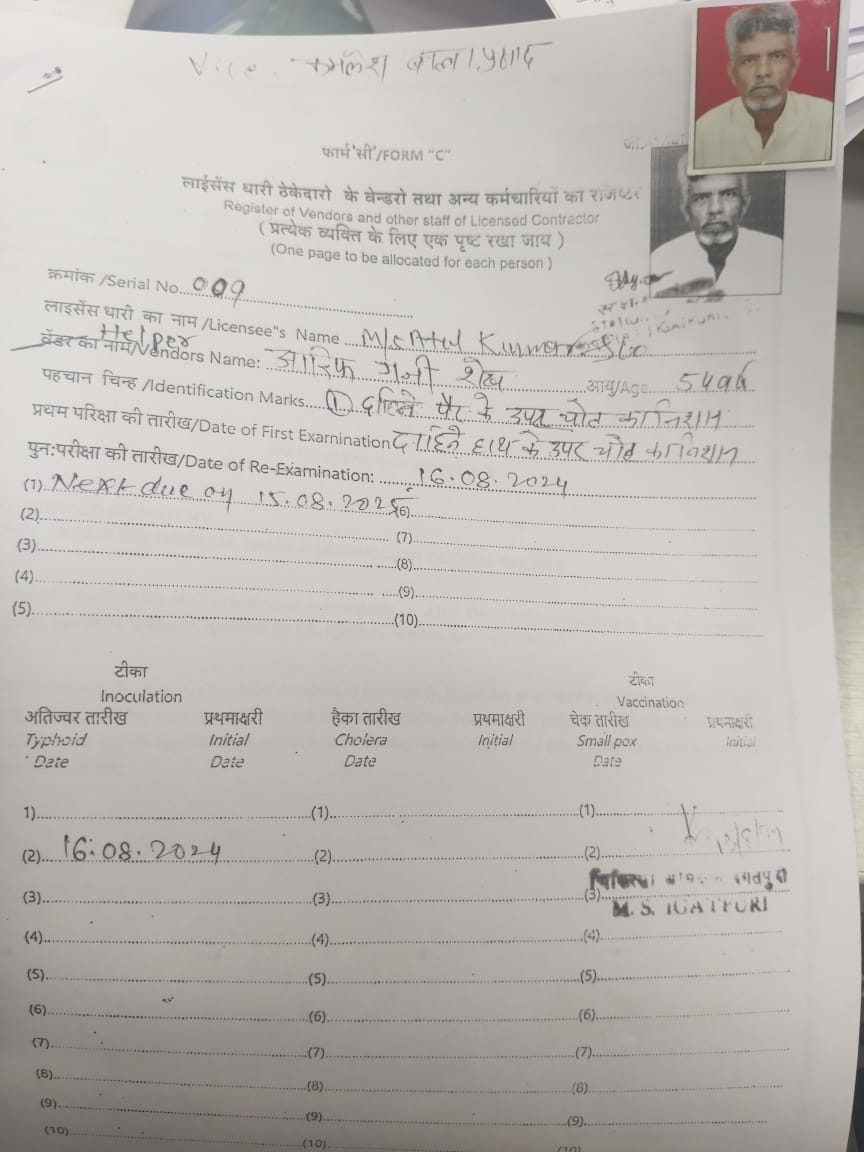 कमलेश
फार्म 'सी'/FORM "C"
लाईसेंस धारी ठेकेदारो के वेन्डरो तथा अन्य कर्मचारियों का रजिष्टर
Register of Vendors and other staff of Licensed Contractor
( प्रत्येक व्यक्ति के लिए एक पृष्ट रखा जाय )
(One page to be allocated for each person )
क्रमांक /Serial No. 009
लाइसेंस धारी का नाम /Licensee"s Name M/s Atul
Helper
वेंडर का नाम/Vendors Name: आरिफ गनी शेख आयु/Age 54 वर्ष
पहचान चिन्ह /Identification Marks (1) दाहिने पैर के उपर चोट का निशान
प्रथम परिक्षा की तारीख/Date of First Exarnination दाहिने हाथ के उपर चोट का निशान
पुन:परीक्षा की तारीख/Date of Re-Examination: 16.08.2024
(1) Next due on 15.08.2025 (6)
(2) (7)
(3) (8)
(4) (9)
(5) (10)
टीका टीका
Inoculation Vaccination
अतिज्वर तारीख प्रथमाक्षरी हैका तारीख प्रथमाक्षरी चेक तारीख प्रथमाक्षरी
Typhoid Initial Cholera Initial Small pox Initial
Date Date Date Date
1) (1) (1)
(2) 16.08.2024 (2) (2)
(3) (3) (3)
M. S. IGATPURI
(4) (4) (4)
(5) (5) (5)
(6) (6) (6)
(7) (7) (7)
(8) (8) (8)
(9) (9) (9)
(10) (10) (10)